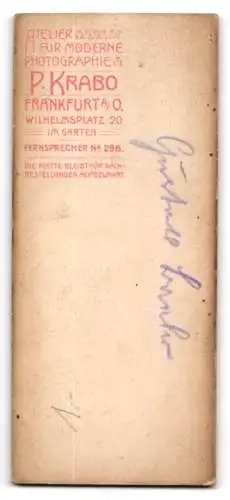 ATELIER
FÜR MODERNE
PHOTOGRAPHIE
P. KRABO
FRANKFURT A/O.
WILHELMSPLATZ 20
IM GARTEN
FERNSPRECHER No 296.
DIE PLATTE BLEIBT FÜR NACH-
BESTELLUNGEN AUFBEWAHRT.